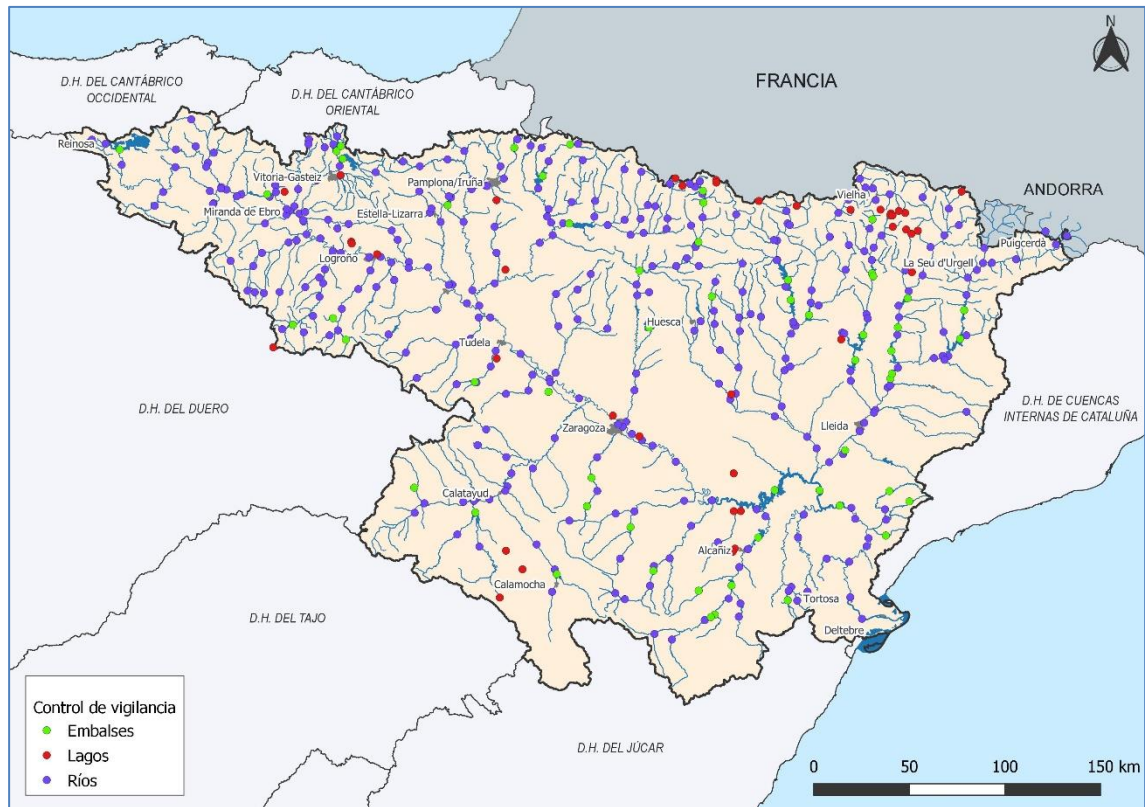 N
FRANCIA
D.H. DEL CANTÁBRICO
OCCIDENTAL
D.H. DEL CANTÁBRICO
ORIENTAL
Reinosa
Vitoria-Gasteiz
Pamplona/Iruña
Vielha
ANDORRA
Miranda de Ebro
Estella-Lizarra
Puigcerdá
Logroño
La Seu d'Urgell
Huesca
Tudela
D.H. DEL DUERO
D.H. DE CUENCAS
INTERNAS DE CATALUÑA
Zaragoza
Lleida
Calatayud
Alcañiz
Calamocha
Tortosa
D.H. DEL TAJO
Deltebre
Control de vigilancia
Embalses
Lagos
Ríos
D.H. DEL JÚCAR
0 50 100 150 km